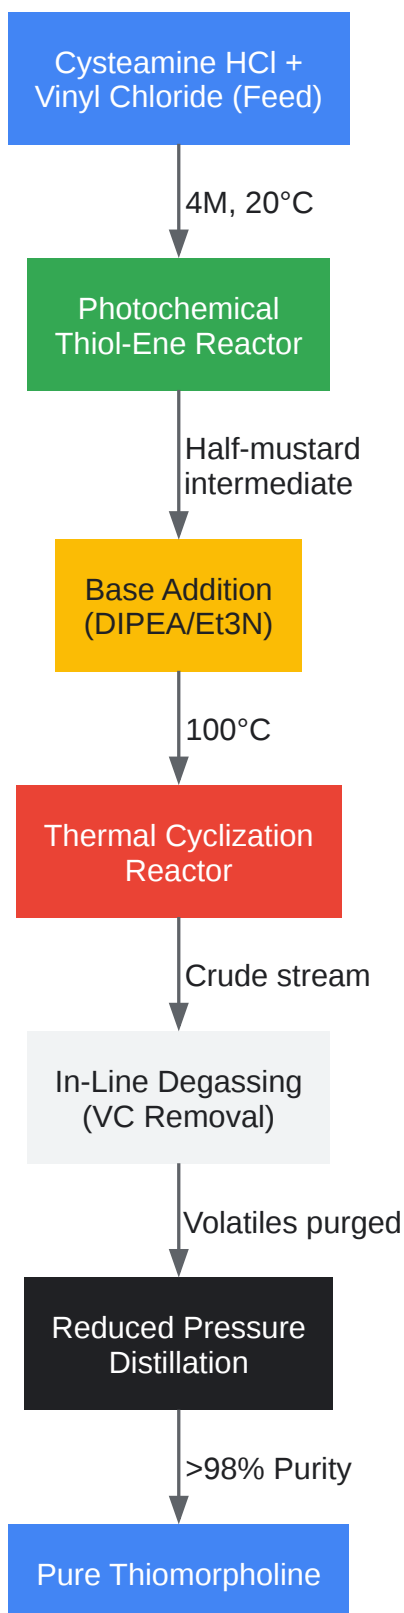 Cysteamine HCl +
Vinyl Chloride (Feed)
4M, 20°C
Photochemical
Thiol-Ene Reactor
Half-mustard
intermediate
Base Addition
(DIPEA/Et3N)
100°C
Thermal Cyclization
Reactor
Crude stream
In-Line Degassing
(VC Removal)
Volatiles purged
Reduced Pressure
Distillation
>98% Purity
Pure Thiomorpholine